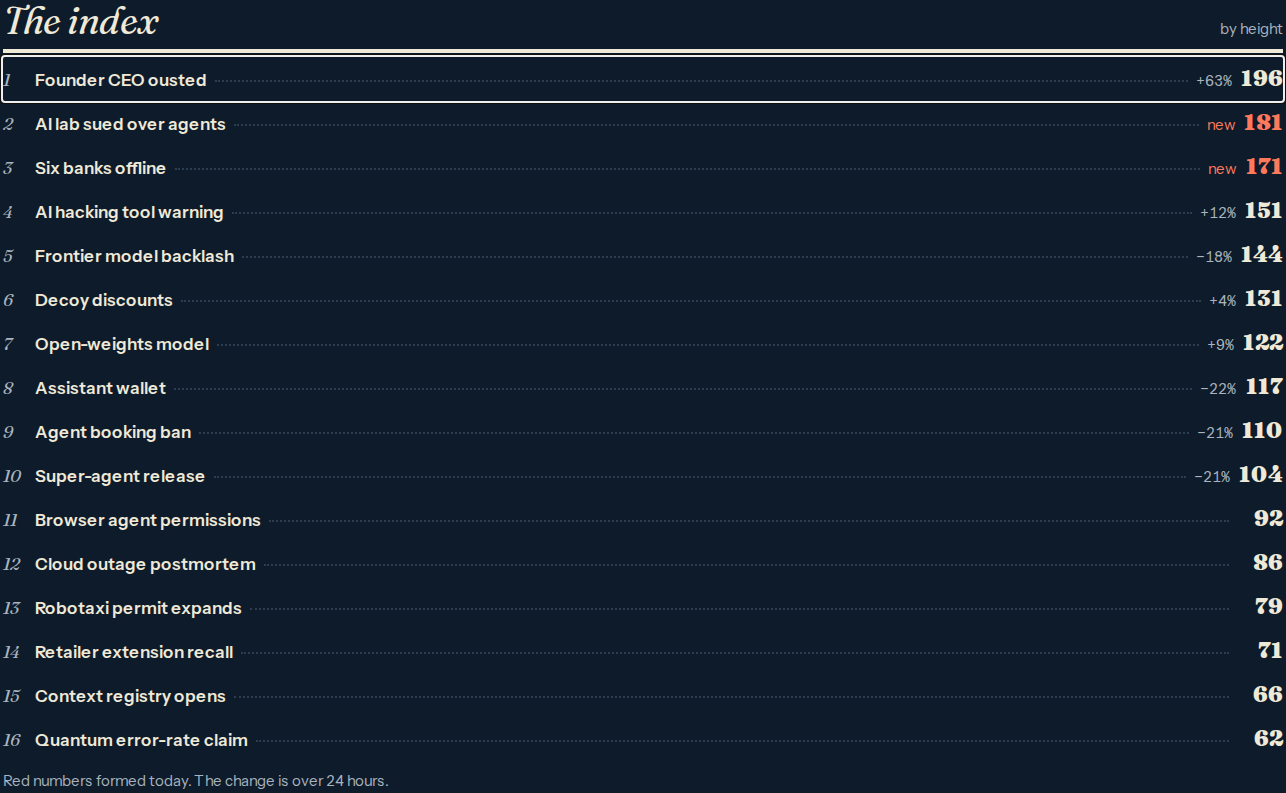 The index
by height
1 Founder CEO ousted +63% 196
2 AI lab sued over agents new 181
3 Six banks offline new 171
4 AI hacking tool warning +12% 151
5 Frontier model backlash −18% 144
6 Decoy discounts +4% 131
7 Open-weights model +9% 122
8 Assistant wallet −22% 117
9 Agent booking ban −21% 110
10 Super-agent release −21% 104
11 Browser agent permissions 92
12 Cloud outage postmortem 86
13 Robotaxi permit expands 79
14 Retailer extension recall 71
15 Context registry opens 66
16 Quantum error-rate claim 62
Red numbers formed today. The change is over 24 hours.